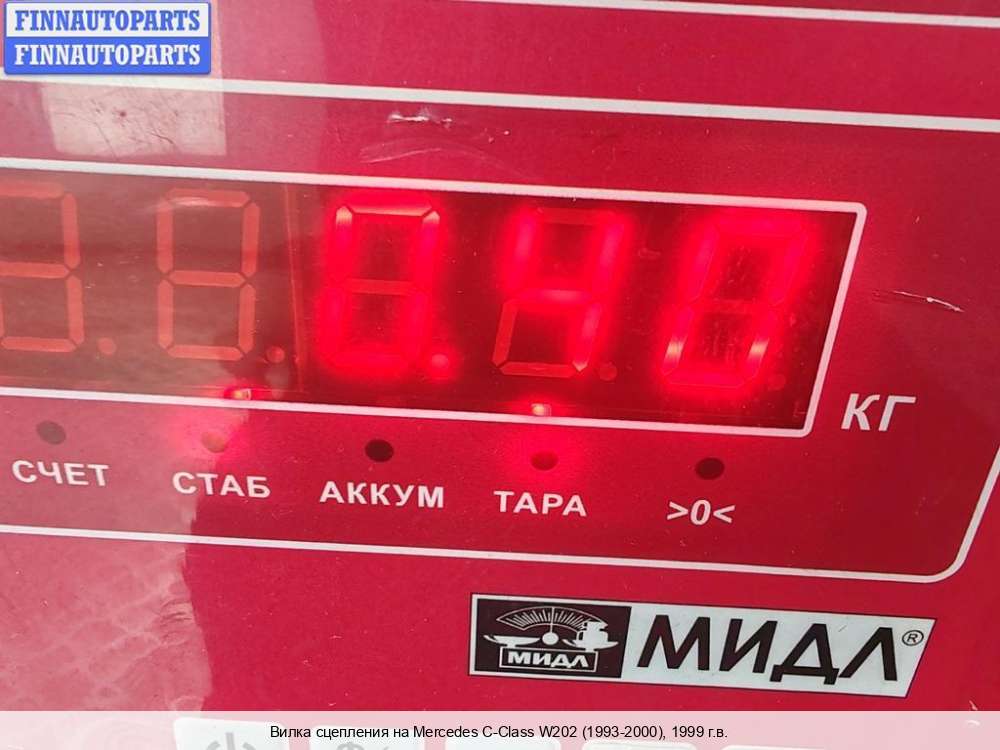 FINNAUTOPARTS
FINNAUTOPARTS
0.40
КГ
СЧЕТ СТАБ АККУМ ТАРА >0<
МИДЛ МИДЛ®
Вилка сцепления на Mercedes C-Class W202 (1993-2000), 1999 г.в.